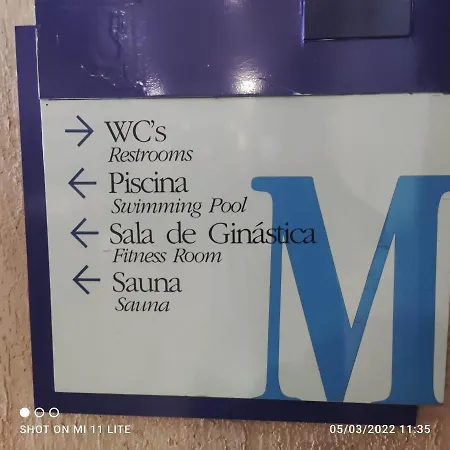 WC's
Restrooms
Piscina
Swimming Pool
Sala de Ginástica
Fitness Room
Sauna
Sauna
M
SHOT ON MI 11 LITE
05/03/2022 11:35